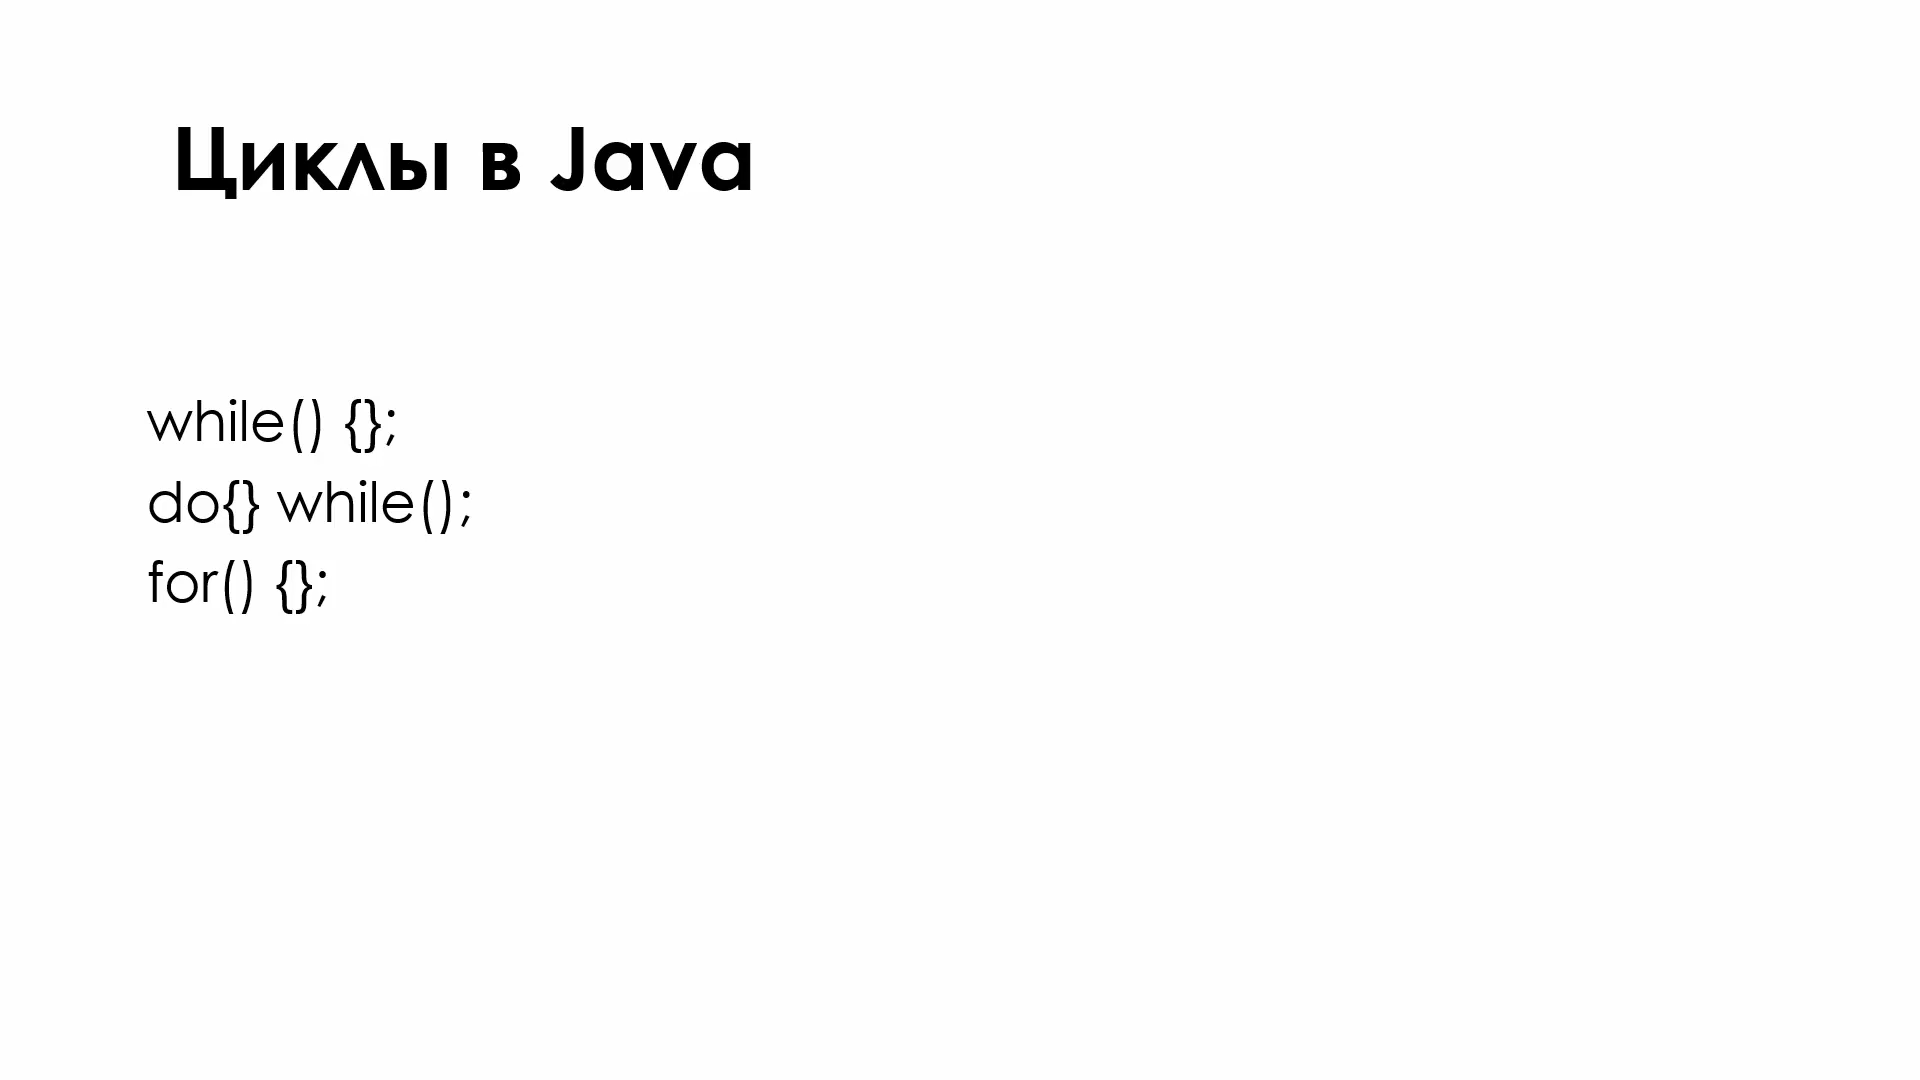 Циклы в Java
while() {};
do{} while();
for() {};